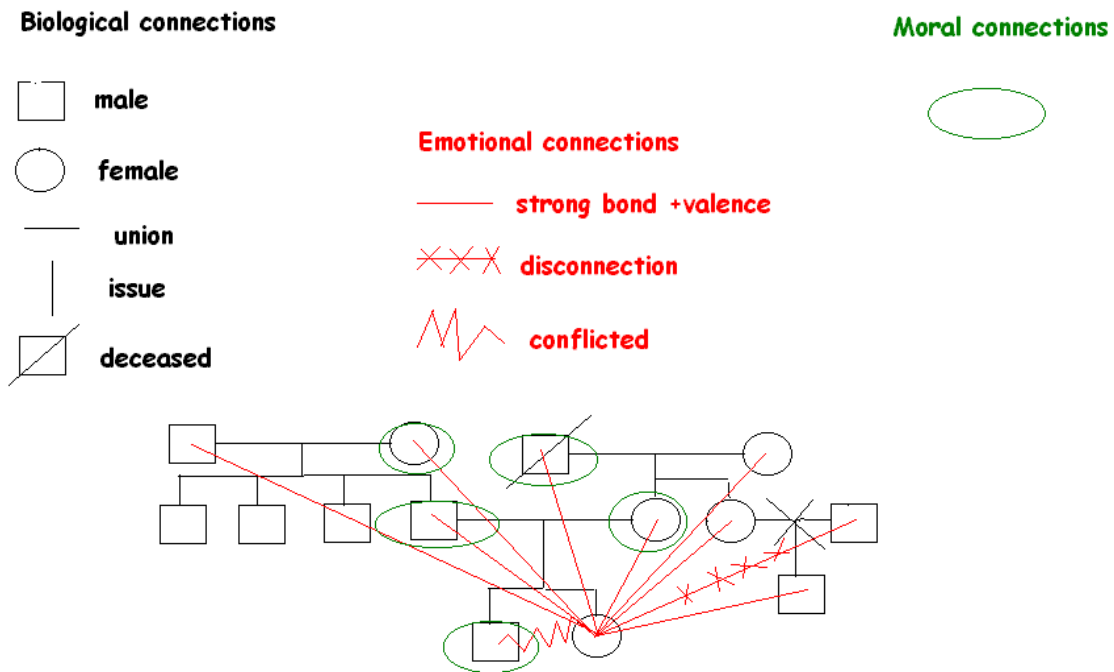 Biological connections
Moral connections
male
Emotional connections
female
strong bond +valence
union
disconnection
issue
conflicted
deceased